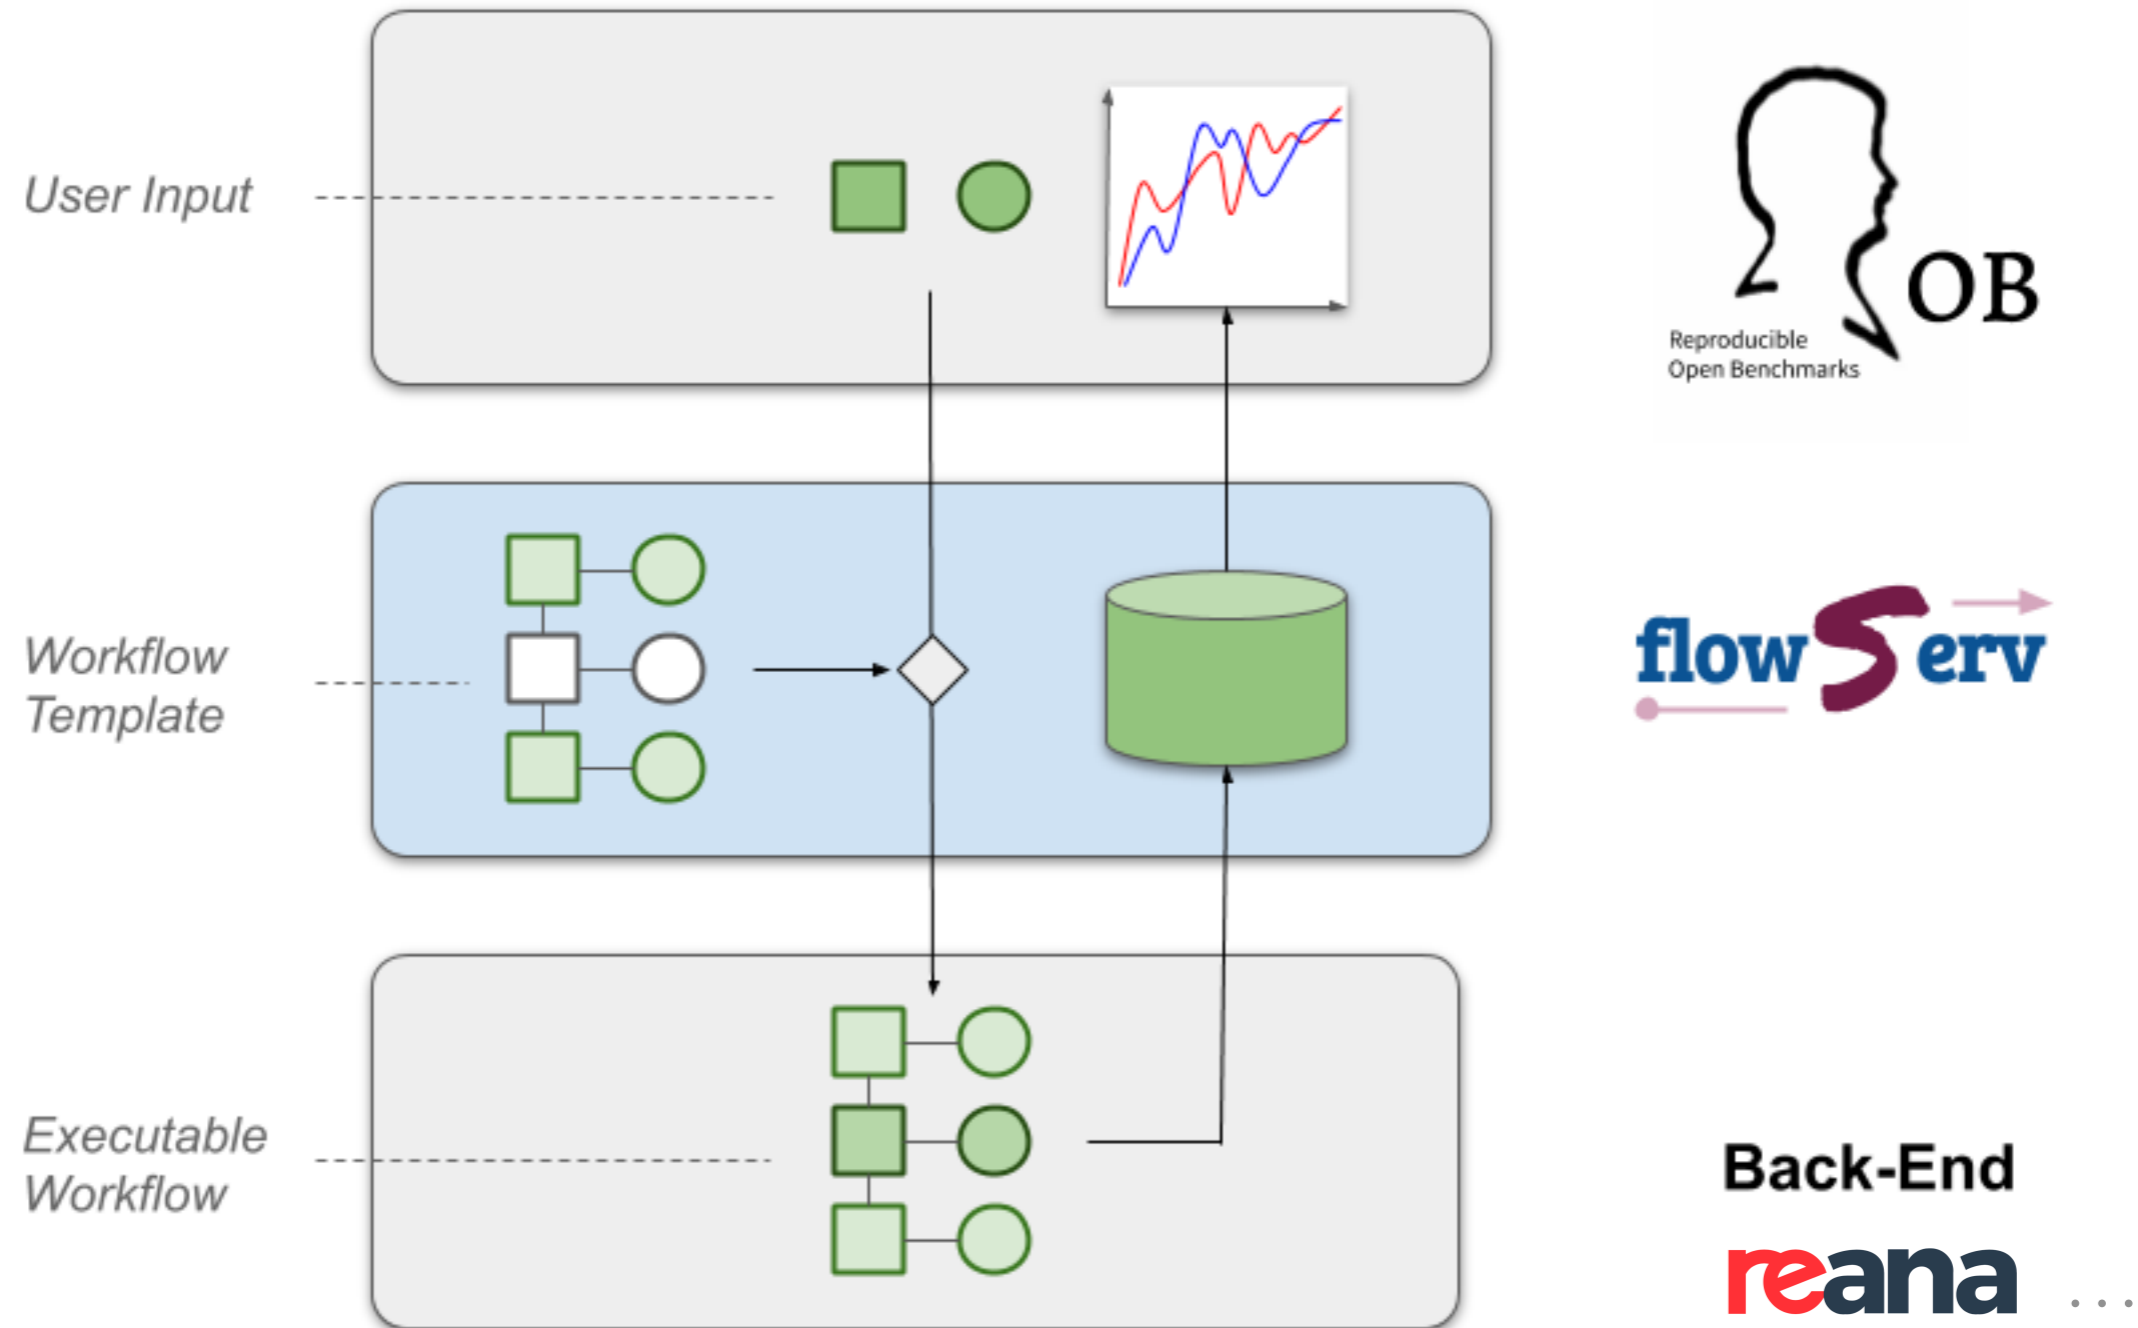 User Input
OB
Reproducible
Open Benchmarks
Workflow
Template
flowServ
Executable
Workflow
Back-End
reana ...